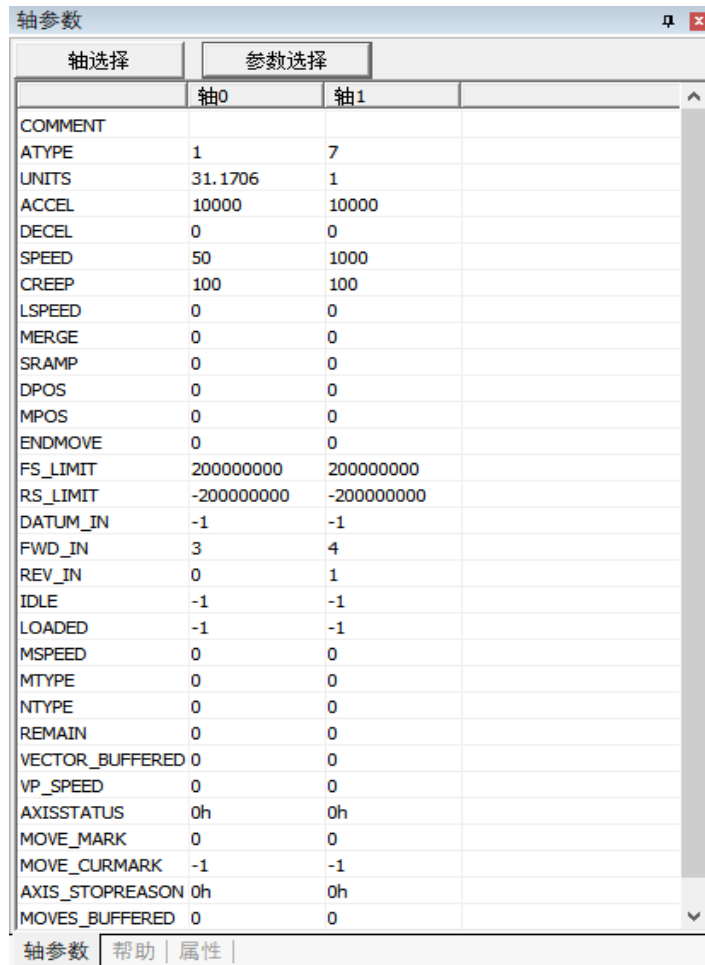 轴参数
轴选择 参数选择
轴0 轴1
COMMENT
ATYPE 1 7
UNITS 31.1706 1
ACCEL 10000 10000
DECEL 0 0
SPEED 50 1000
CREEP 100 100
LSPEED 0 0
MERGE 0 0
SRAMP 0 0
DPOS 0 0
MPOS 0 0
ENDMOVE 0 0
FS_LIMIT 200000000 200000000
RS_LIMIT -200000000 -200000000
DATUM_IN -1 -1
FWD_IN 3 4
REV_IN 0 1
IDLE -1 -1
LOADED -1 -1
MSPEED 0 0
MTYPE 0 0
NTYPE 0 0
REMAIN 0 0
VECTOR_BUFFERED 0 0
VP_SPEED 0 0
AXISSTATUS 0h 0h
MOVE_MARK 0 0
MOVE_CURMARK -1 -1
AXIS_STOPREASON 0h 0h
MOVES_BUFFERED 0 0
轴参数 帮助 属性